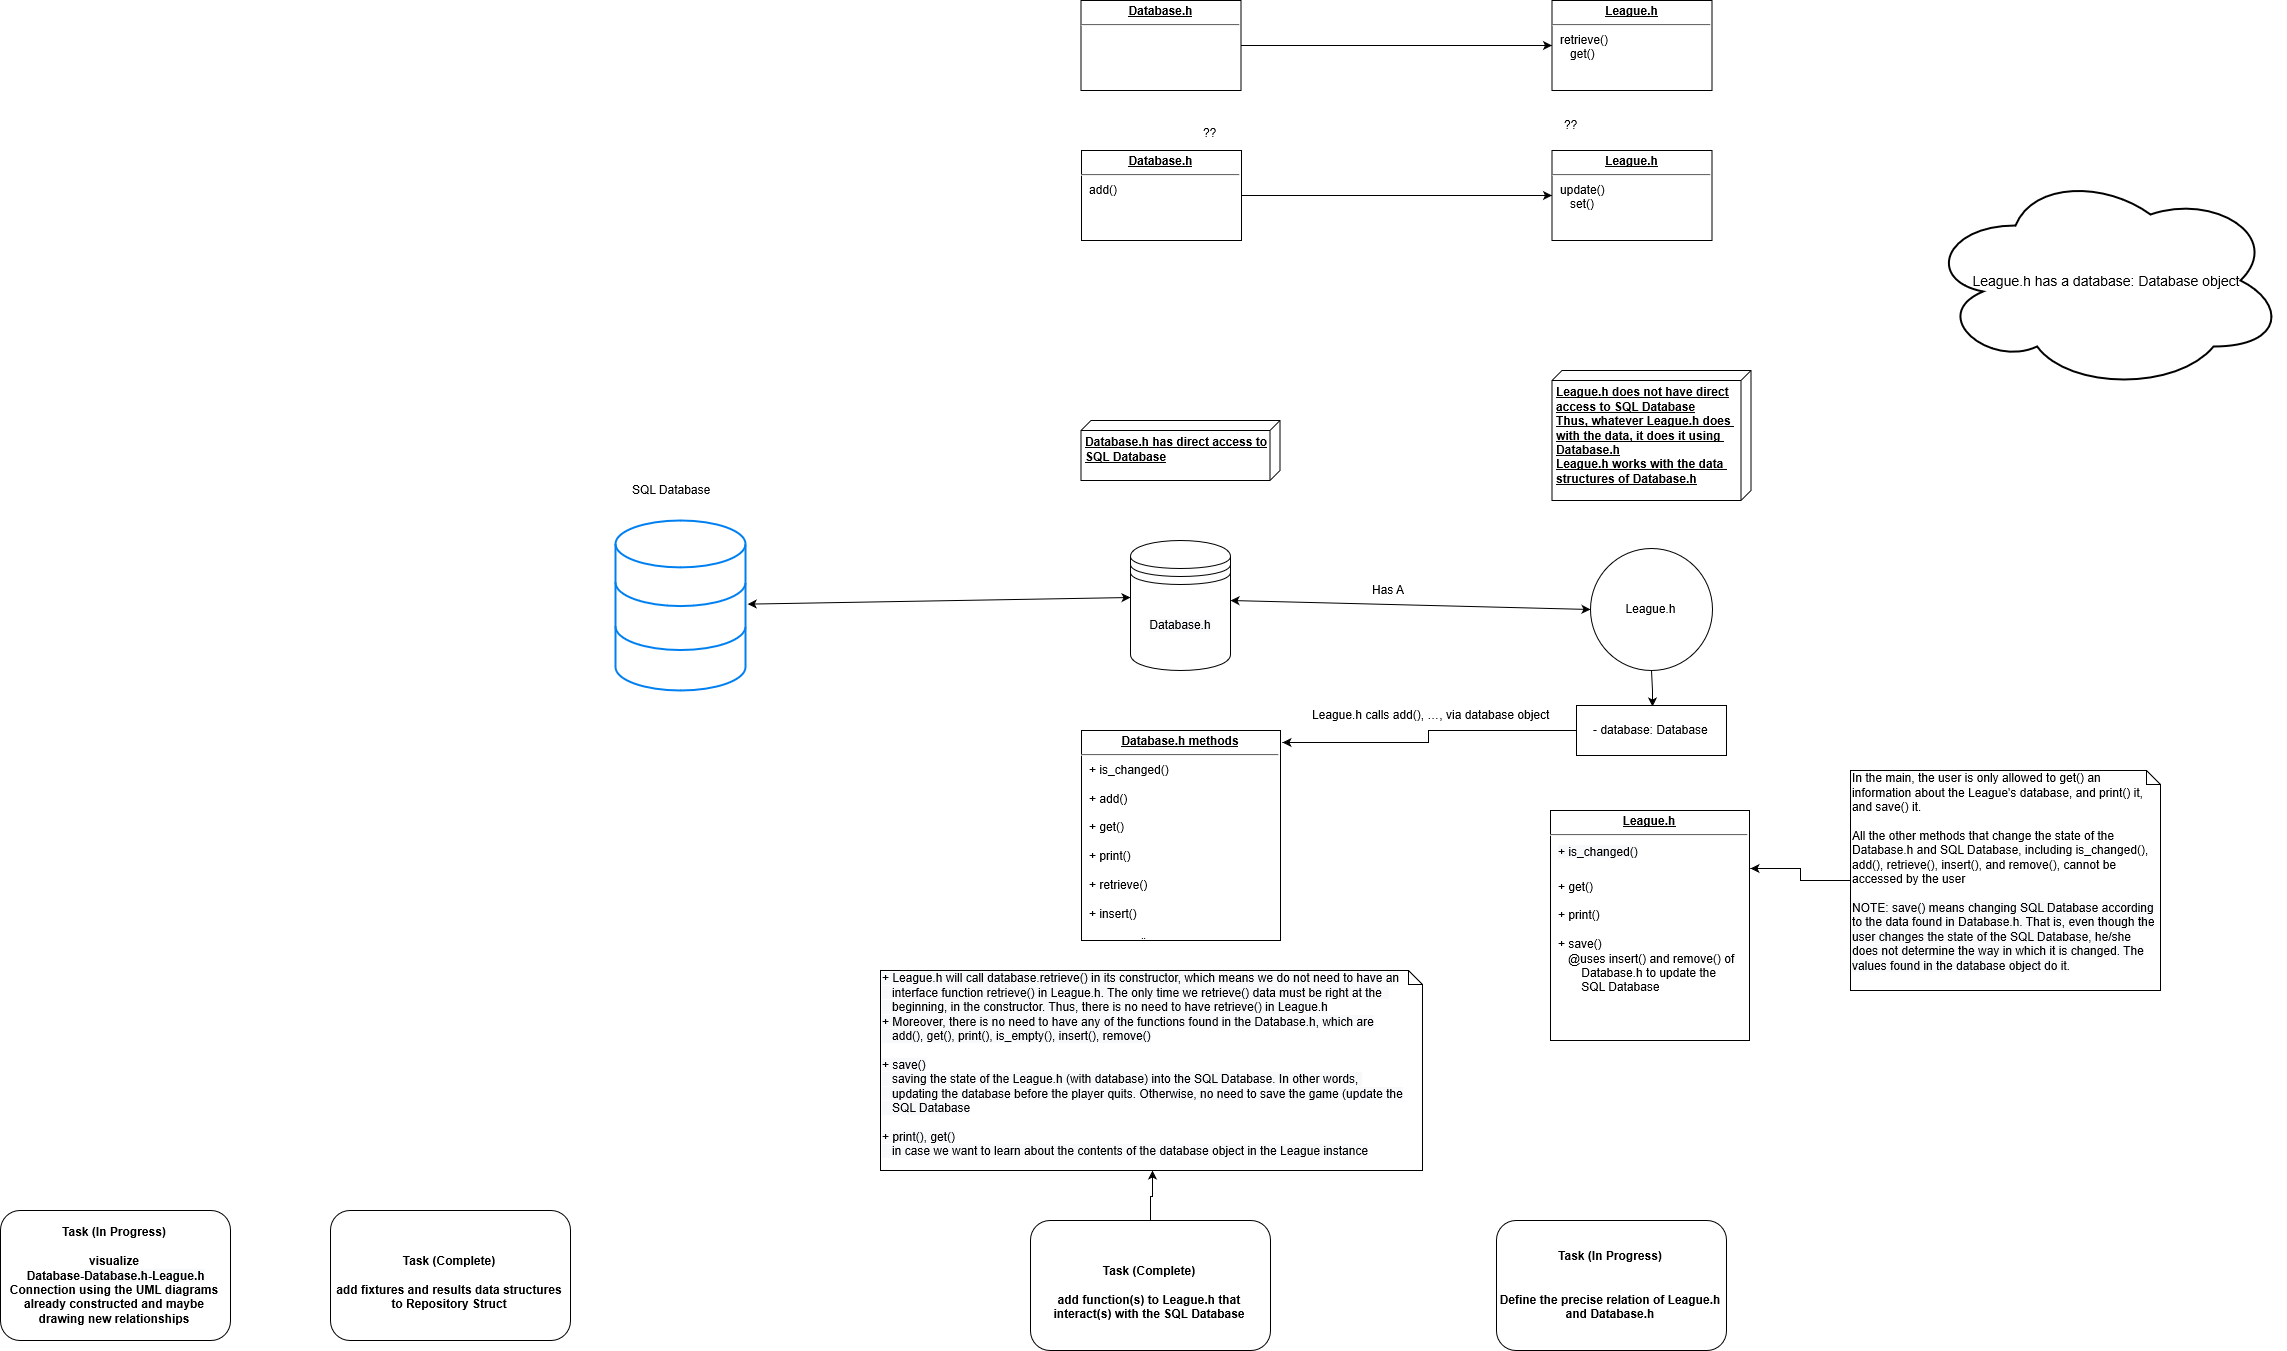 Database.h
League.h
retrieve()
get()
??
??
Database.h
add()
League.h
update()
set()
League.h has a database: Database object
League.h does not have direct
access to SQL Database
Thus, whatever League.h does
with the data, it does it using
Database.h
League.h works with the data
structures of Database.h
Database.h has direct access to
SQL Database
SQL Database
Database.h
Has A
League.h
League.h calls add(), ..., via database object
- database: Database
Database.h methods
+ is_changed()
+ add()
+ get()
+ print()
+ retrieve()
+ insert()
League.h
+ is_changed()
+ get()
+ print()
+ save()
@uses insert() and remove() of
Database.h to update the
SQL Database
In the main, the user is only allowed to get() an
information about the League's database, and print() it,
and save() it.
All the other methods that change the state of the
Database.h and SQL Database, including is_changed(),
add(), retrieve(), insert(), and remove(), cannot be
accessed by the user
NOTE: save() means changing SQL Database according
to the data found in Database.h. That is, even though the
user changes the state of the SQL Database, he/she
does not determine the way in which it is changed. The
values found in the database object do it.
+ League.h will call database.retrieve() in its constructor, which means we do not need to have an
interface function retrieve() in League.h. The only time we retrieve() data must be right at the
beginning, in the constructor. Thus, there is no need to have retrieve() in League.h
+ Moreover, there is no need to have any of the functions found in the Database.h, which are
add(), get(), print(), is_empty(), insert(), remove()
+ save()
saving the state of the League.h (with database) into the SQL Database. In other words,
updating the database before the player quits. Otherwise, no need to save the game (update the
SQL Database
+ print(), get()
in case we want to learn about the contents of the database object in the League instance
Task (In Progress)
visualize
Database-Database.h-League.h
Connection using the UML diagrams
already constructed and maybe
drawing new relationships
Task (Complete)
add fixtures and results data structures
to Repository Struct
Task (Complete)
add function(s) to League.h that
interact(s) with the SQL Database
Task (In Progress)
Define the precise relation of League.h
and Database.h